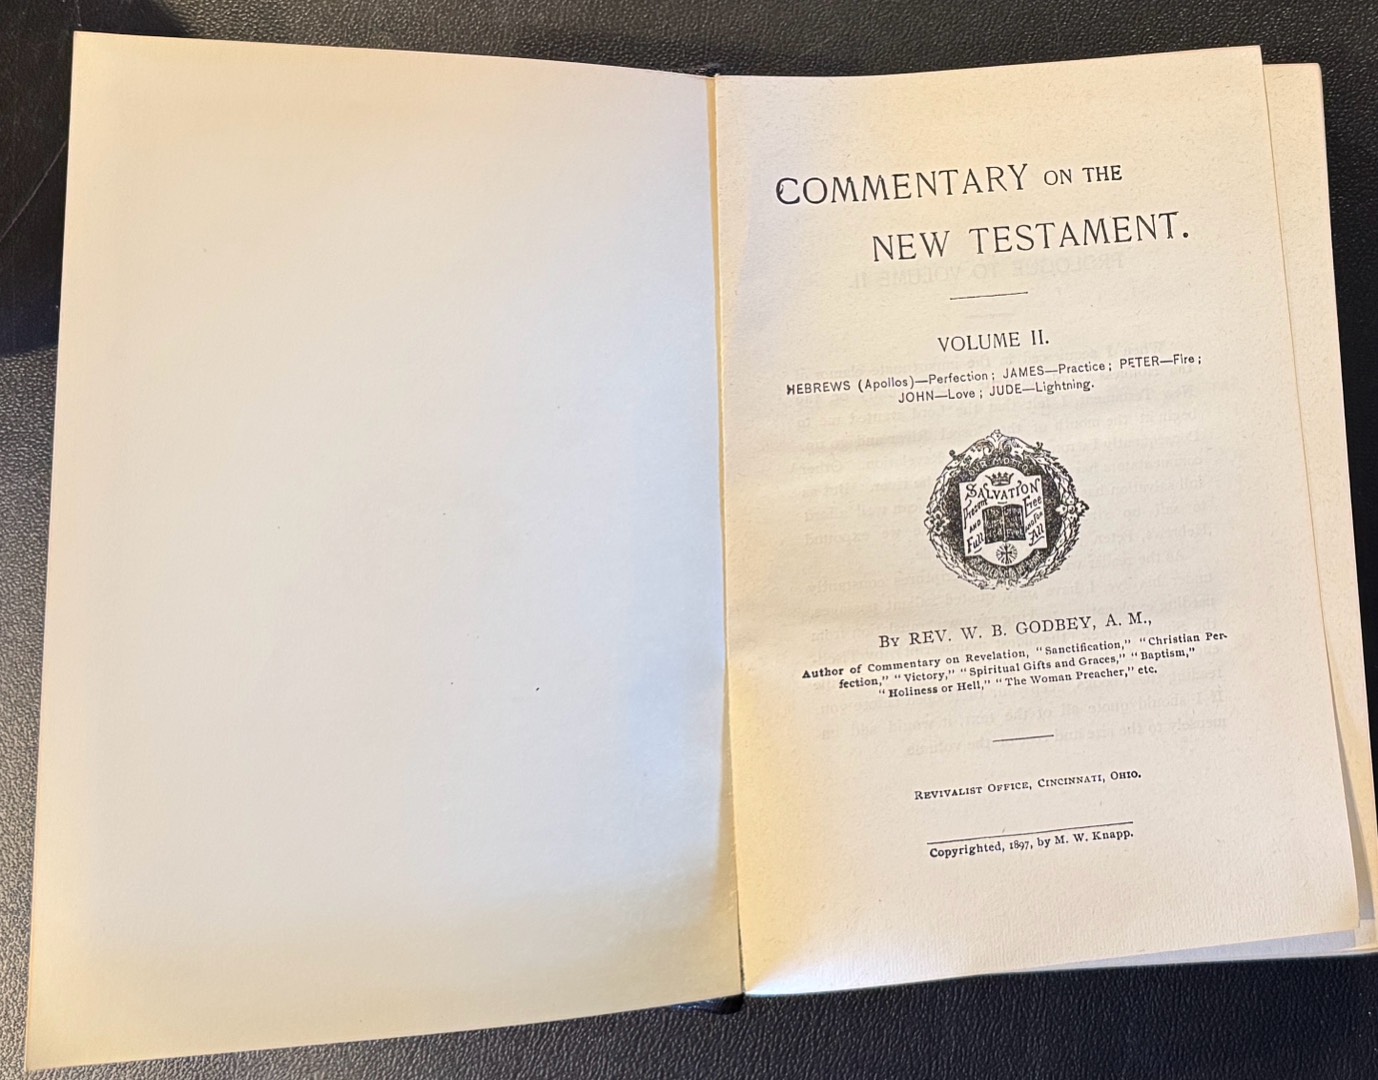 COMMENTARY ON THE
NEW TESTAMENT.
VOLUME II.
HEBREWS (Apollos)—Perfection; JAMES—Practice; PETER—Fire;
JOHN—Love; JUDE—Lightning.
OUR MOTTO
SALVATION
Present Free
AND and for
Full All
By REV. W. B. GODBEY, A. M.,
Author of Commentary on Revelation, "Sanctification," "Christian Per-
fection," "Victory," "Spiritual Gifts and Graces," "Baptism,"
"Holiness or Hell," "The Woman Preacher," etc.
REVIVALIST OFFICE, CINCINNATI, OHIO.
Copyrighted, 1897, by M. W. Knapp.